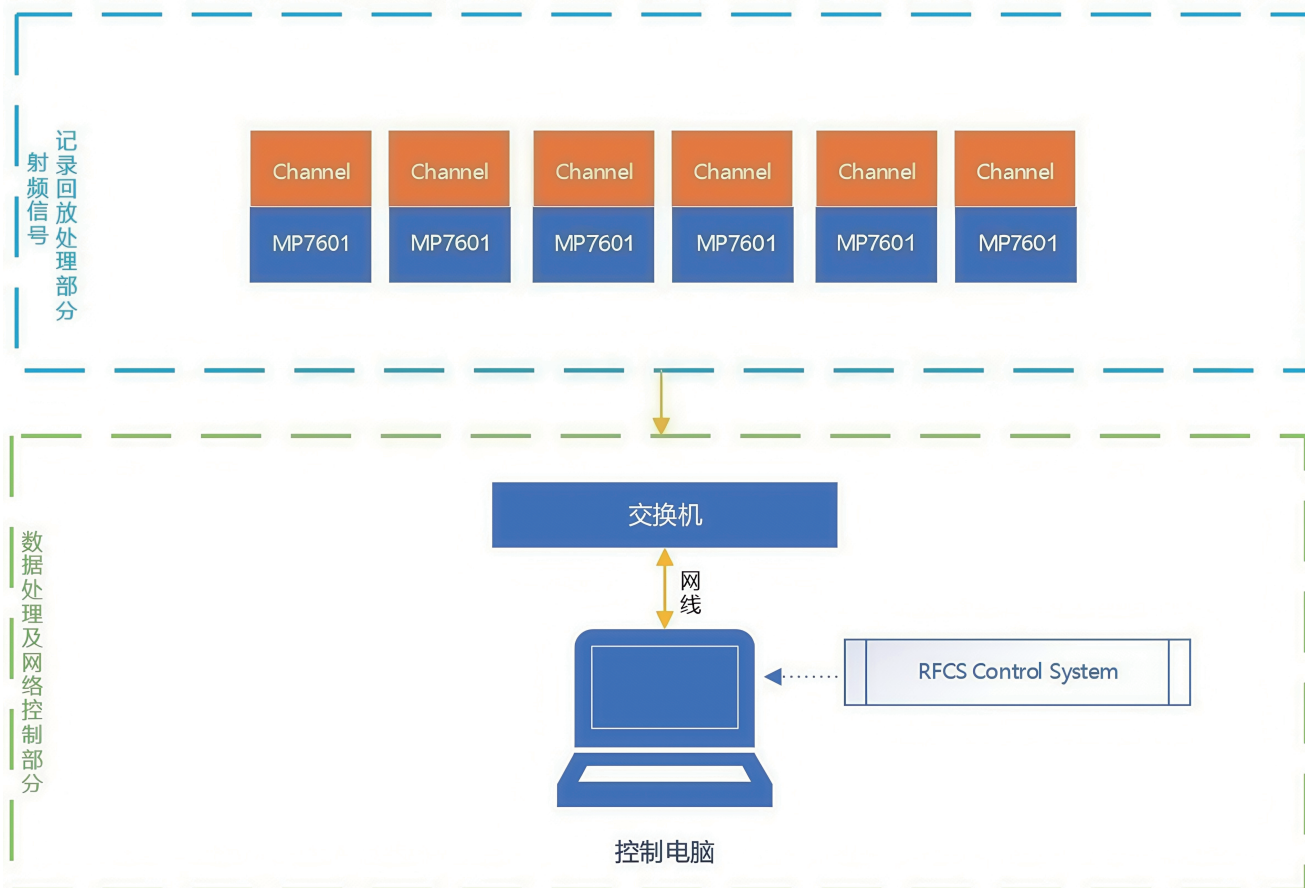 射频信号
记录回放处理部分
Channel
Channel
Channel
Channel
Channel
Channel
MP7601
MP7601
MP7601
MP7601
MP7601
MP7601
数据处理及网络控制部分
交换机
网线
RFCS Control System
控制电脑